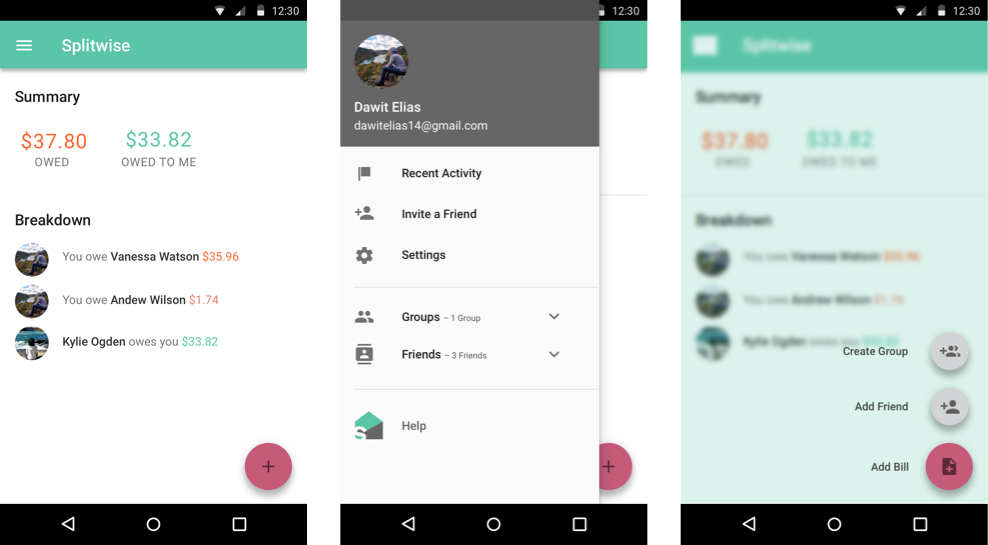 12:30
Splitwise
Summary
$37.80
OWED
$33.82
OWED TO ME
Breakdown
You owe Vanessa Watson $35.96
You owe Andew Wilson $1.74
Kylie Ogden owes you $33.82
12:30
Dawit Elias
dawitelias14@gmail.com
Recent Activity
Invite a Friend
Settings
Groups – 1 Group
Friends – 3 Friends
Help
12:30
Splitwise
Summary
$37.80
OWED
$33.82
OWED TO ME
Breakdown
You owe Vanessa Watson $35.96
You owe Andrew Wilson $1.74
Kylie Ogden owes you $33.82
Create Group
Add Friend
Add Bill